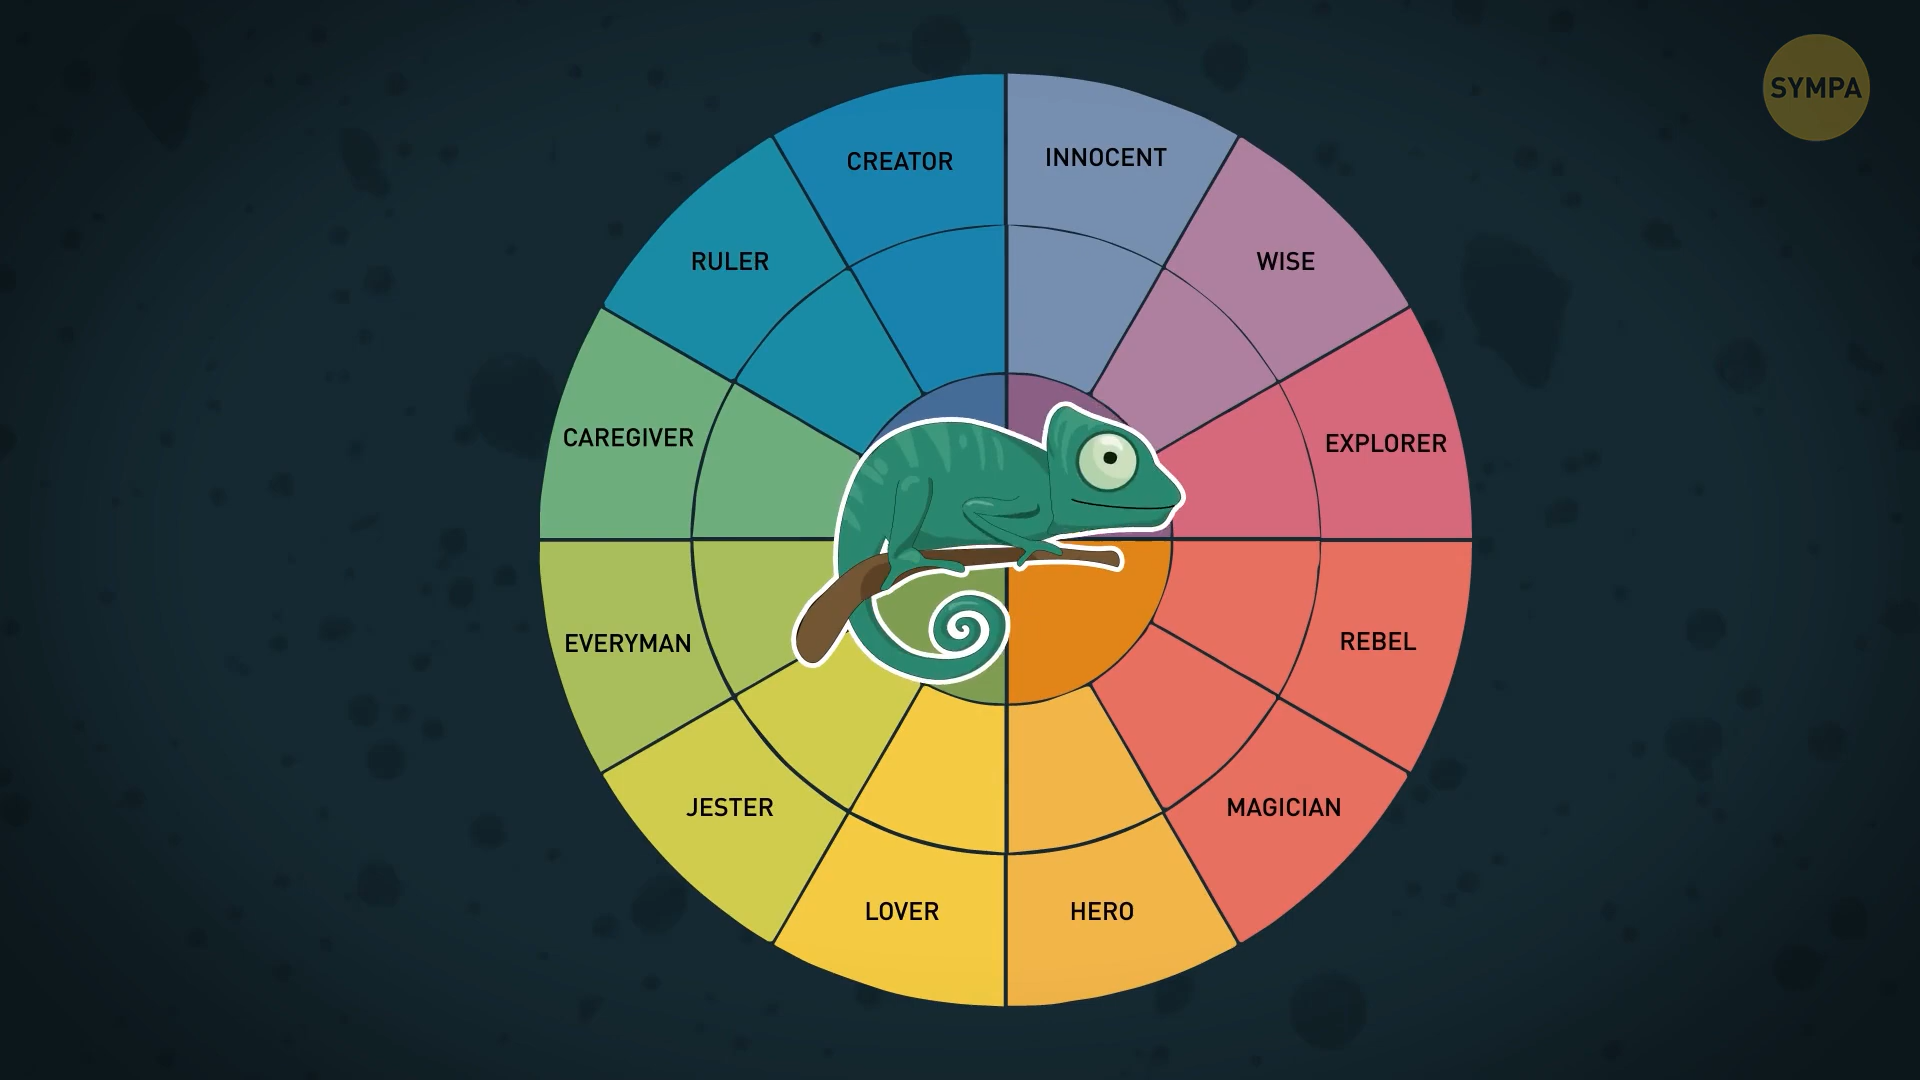 SYMPA
CREATOR
INNOCENT
RULER
WISE
CAREGIVER
EXPLORER
EVERYMAN
REBEL
JESTER
MAGICIAN
LOVER
HERO